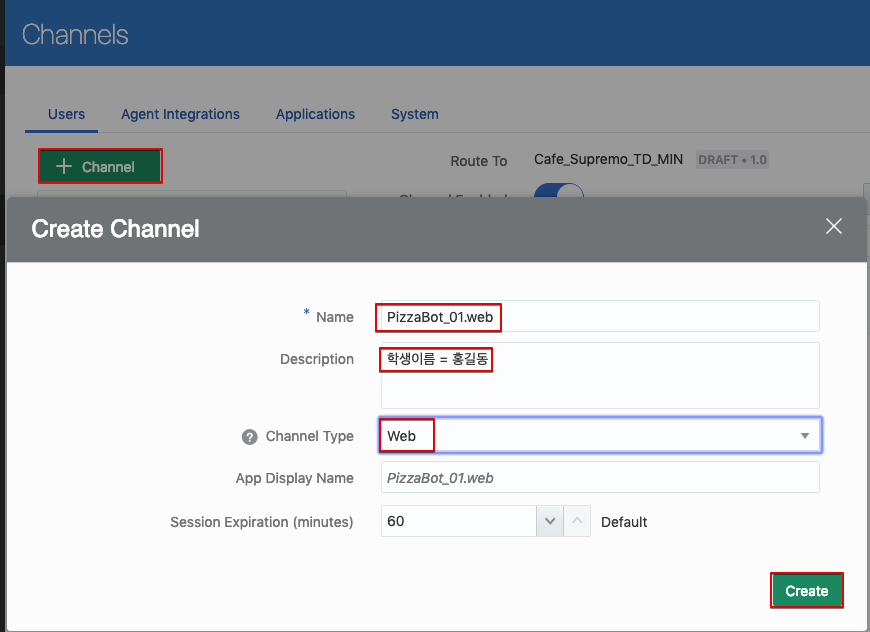 Channels
Users Agent Integrations Applications System
+ Channel
Route To Cafe_Supremo_TD_MIN DRAFT • 1.0
Create Channel
* Name PizzaBot_01.web
Description 학생이름 = 홍길동
? Channel Type Web
App Display Name PizzaBot_01.web
Session Expiration (minutes) 60 Default
Create